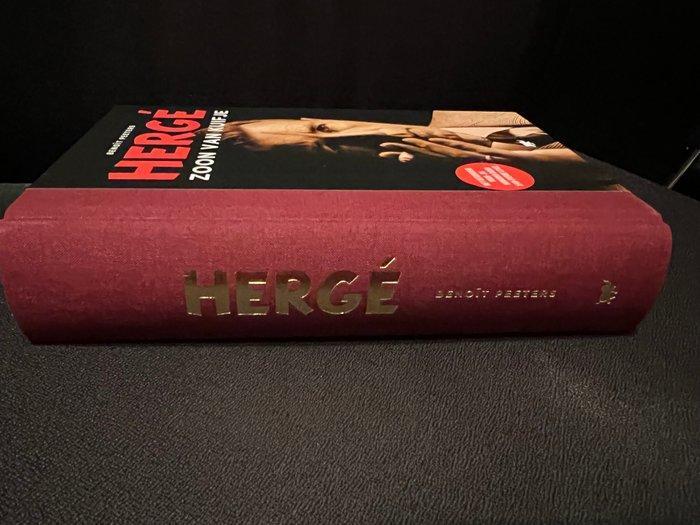 BENOÎT PEETERS
HERGÉ
ZOON VAN KUIFJE
HERGÉ
BENOÎT PEETERS